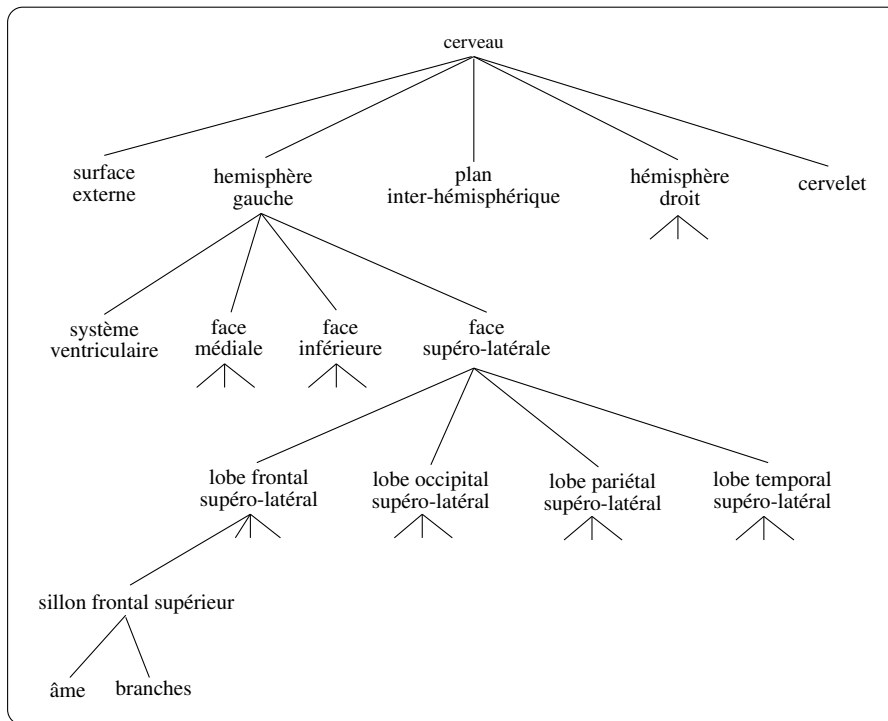 cerveau
surface
externe
hemisphère
gauche
plan
inter-hémisphérique
hémisphère
droit
cervelet
système
ventriculaire
face
médiale
face
inférieure
face
supéro-latérale
lobe frontal
supéro-latéral
lobe occipital
supéro-latéral
lobe pariétal
supéro-latéral
lobe temporal
supéro-latéral
sillon frontal supérieur
âme
branches